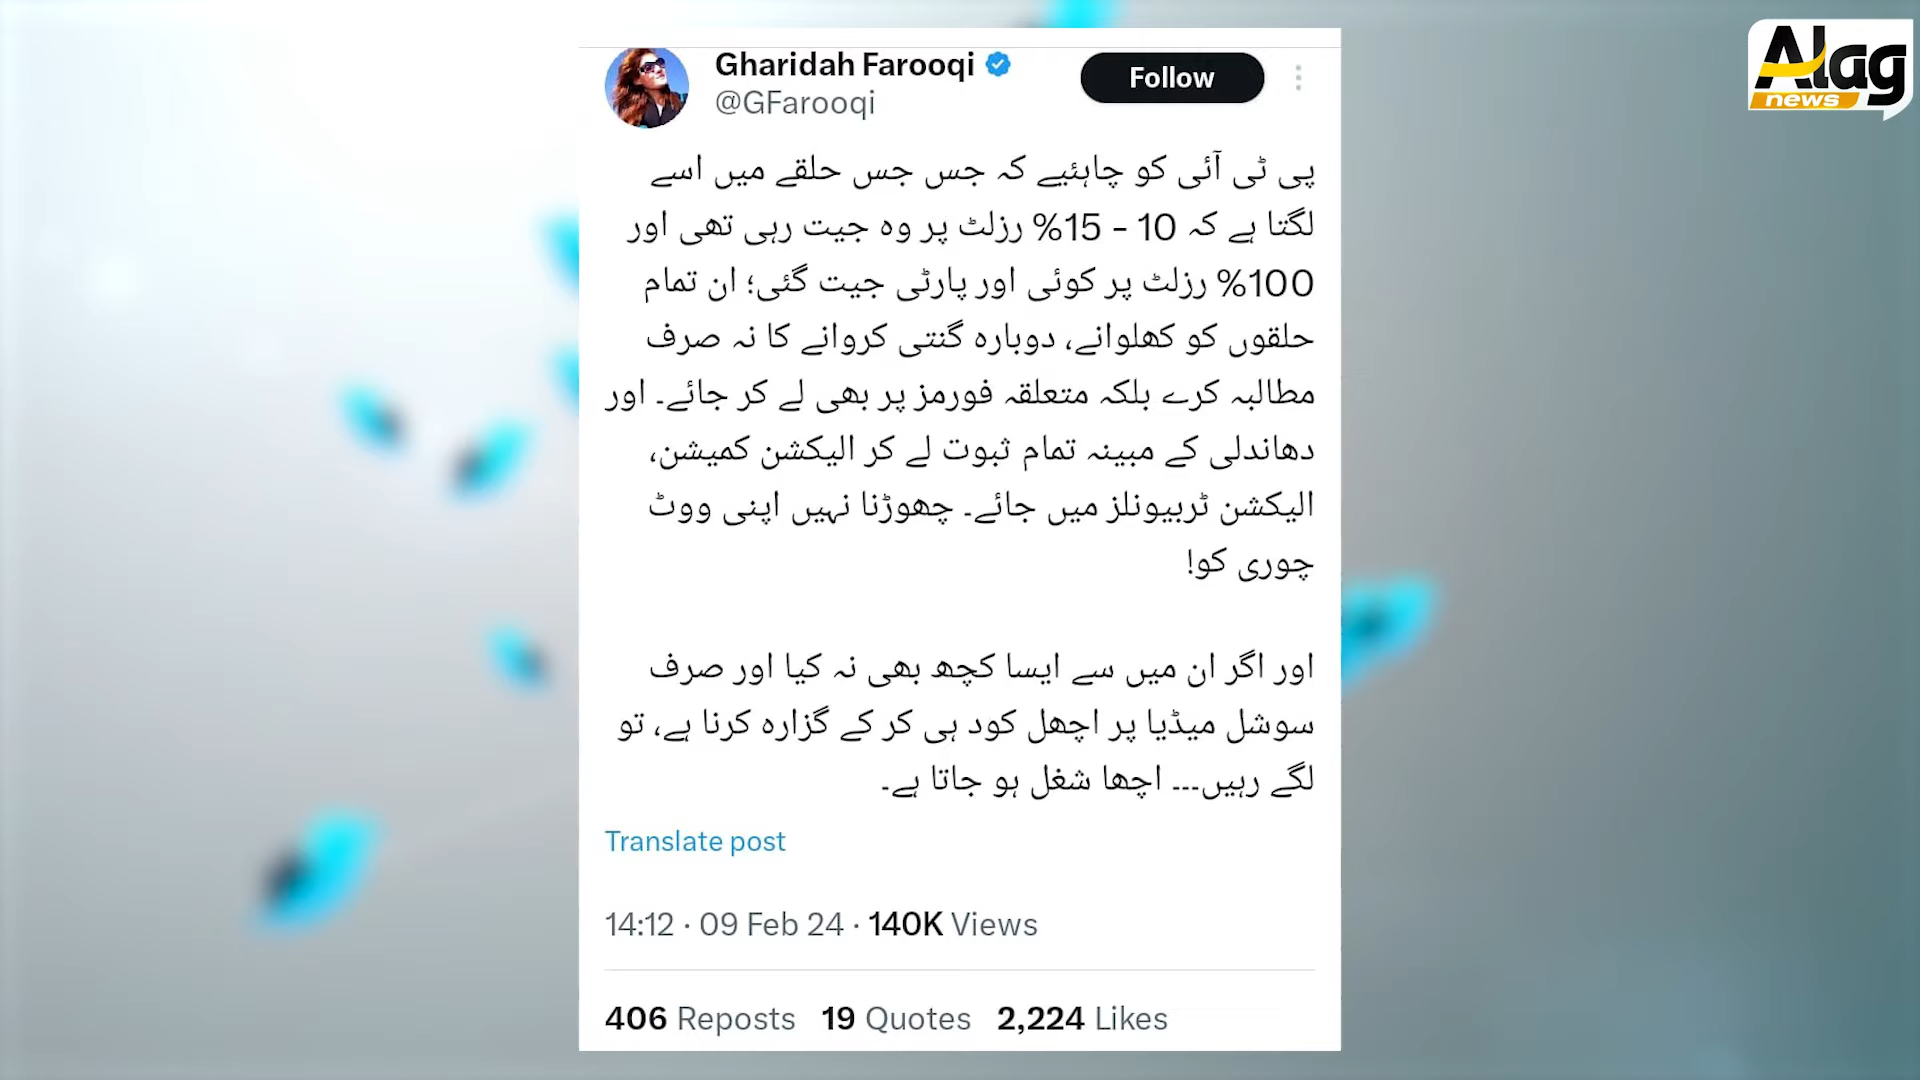 Alag
news
Gharidah Farooqi
@GFarooqi
Follow
پی ٹی آئی کو چاہئیے کہ جس جس حلقے میں اسے
لگتا ہے کہ 10 - 15% رزلٹ پر وہ جیت رہی تھی اور
100% رزلٹ پر کوئی اور پارٹی جیت گئی؛ ان تمام
حلقوں کو کھلوانے، دوبارہ گنتی کروانے کا نہ صرف
مطالبہ کرے بلکہ متعلقہ فورمز پر بھی لے کر جائے۔ اور
دھاندلی کے مبینہ تمام ثبوت لے کر الیکشن کمیشن،
الیکشن ٹربیونلز میں جائے۔ چھوڑنا نہیں اپنی ووٹ
چوری کو!
اور اگر ان میں سے ایسا کچھ بھی نہ کیا اور صرف
سوشل میڈیا پر اچھل کود ہی کر کے گزارہ کرنا ہے، تو
لگے رہیں۔۔۔ اچھا شغل ہو جاتا ہے۔
Translate post
14:12 · 09 Feb 24 · 140K Views
406 Reposts 19 Quotes 2,224 Likes